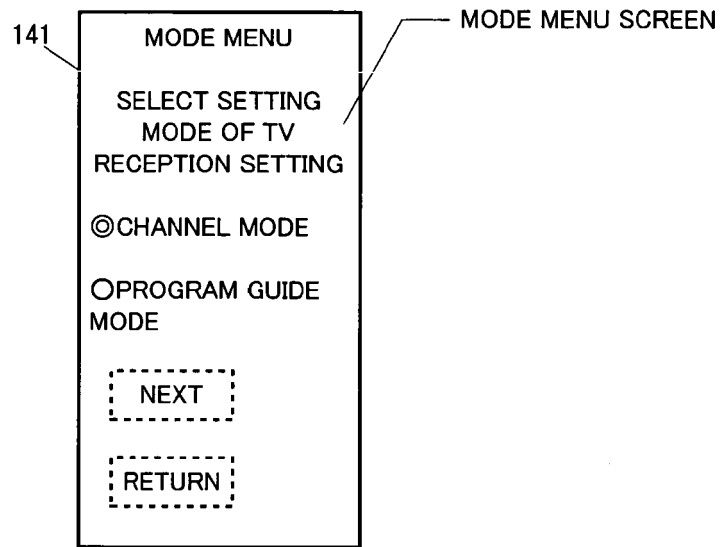 141
MODE MENU
MODE MENU SCREEN
SELECT SETTING
MODE OF TV
RECEPTION SETTING
◎CHANNEL MODE
○PROGRAM GUIDE
MODE
NEXT
RETURN